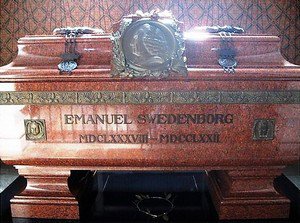 EMANUEL SWEDENBORG
MDCLXXXVIII – MDCCLXXII